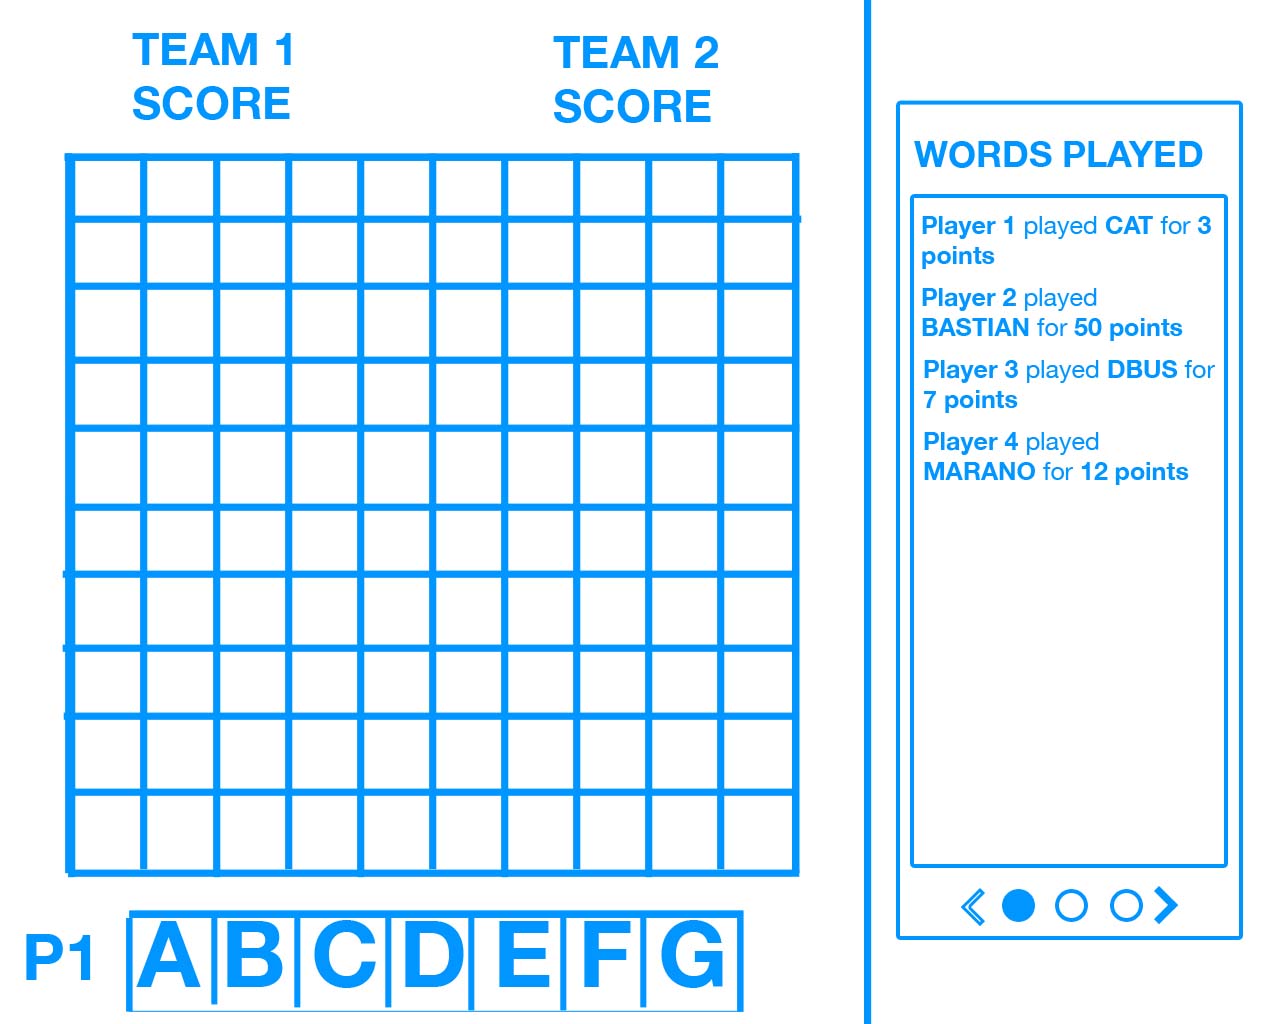 TEAM 1
SCORE
TEAM 2
SCORE
WORDS PLAYED
Player 1 played CAT for 3
points
Player 2 played
BASTIAN for 50 points
Player 3 played DBUS for
7 points
Player 4 played
MARANO for 12 points
P1 A B C D E F G